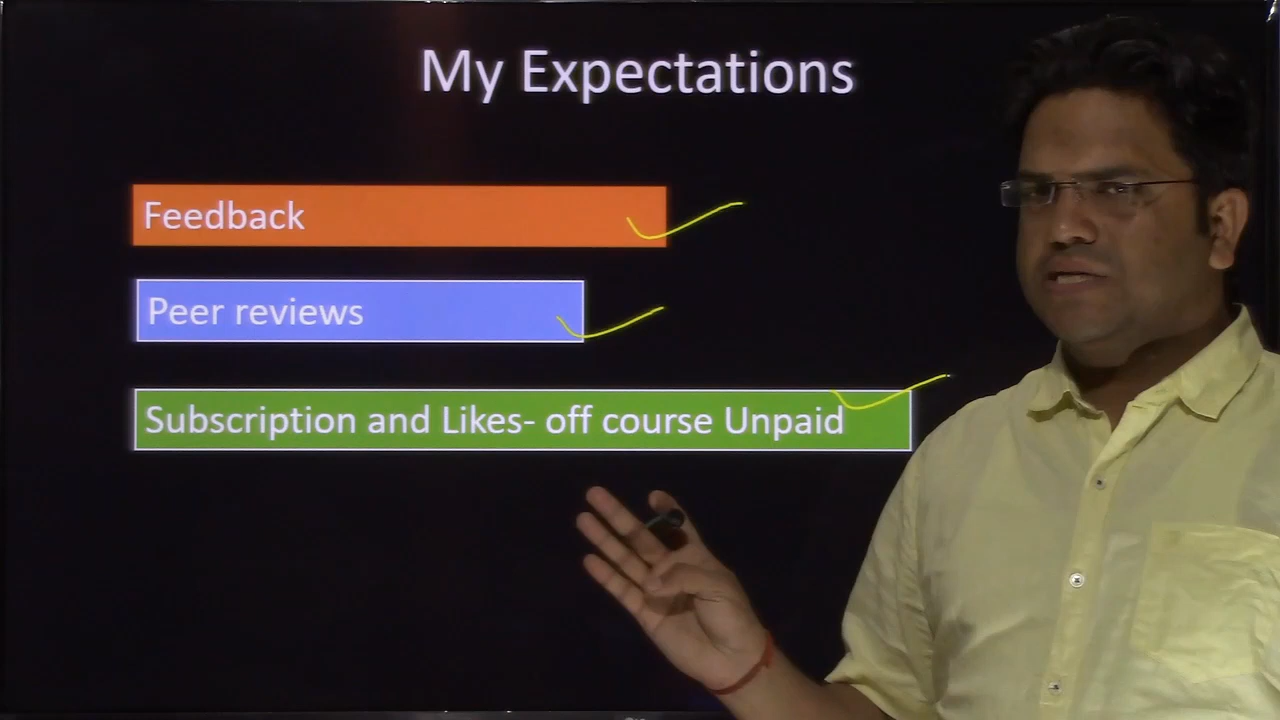 My Expectations
Feedback
Peer reviews
Subscription and Likes- off course Unpaid